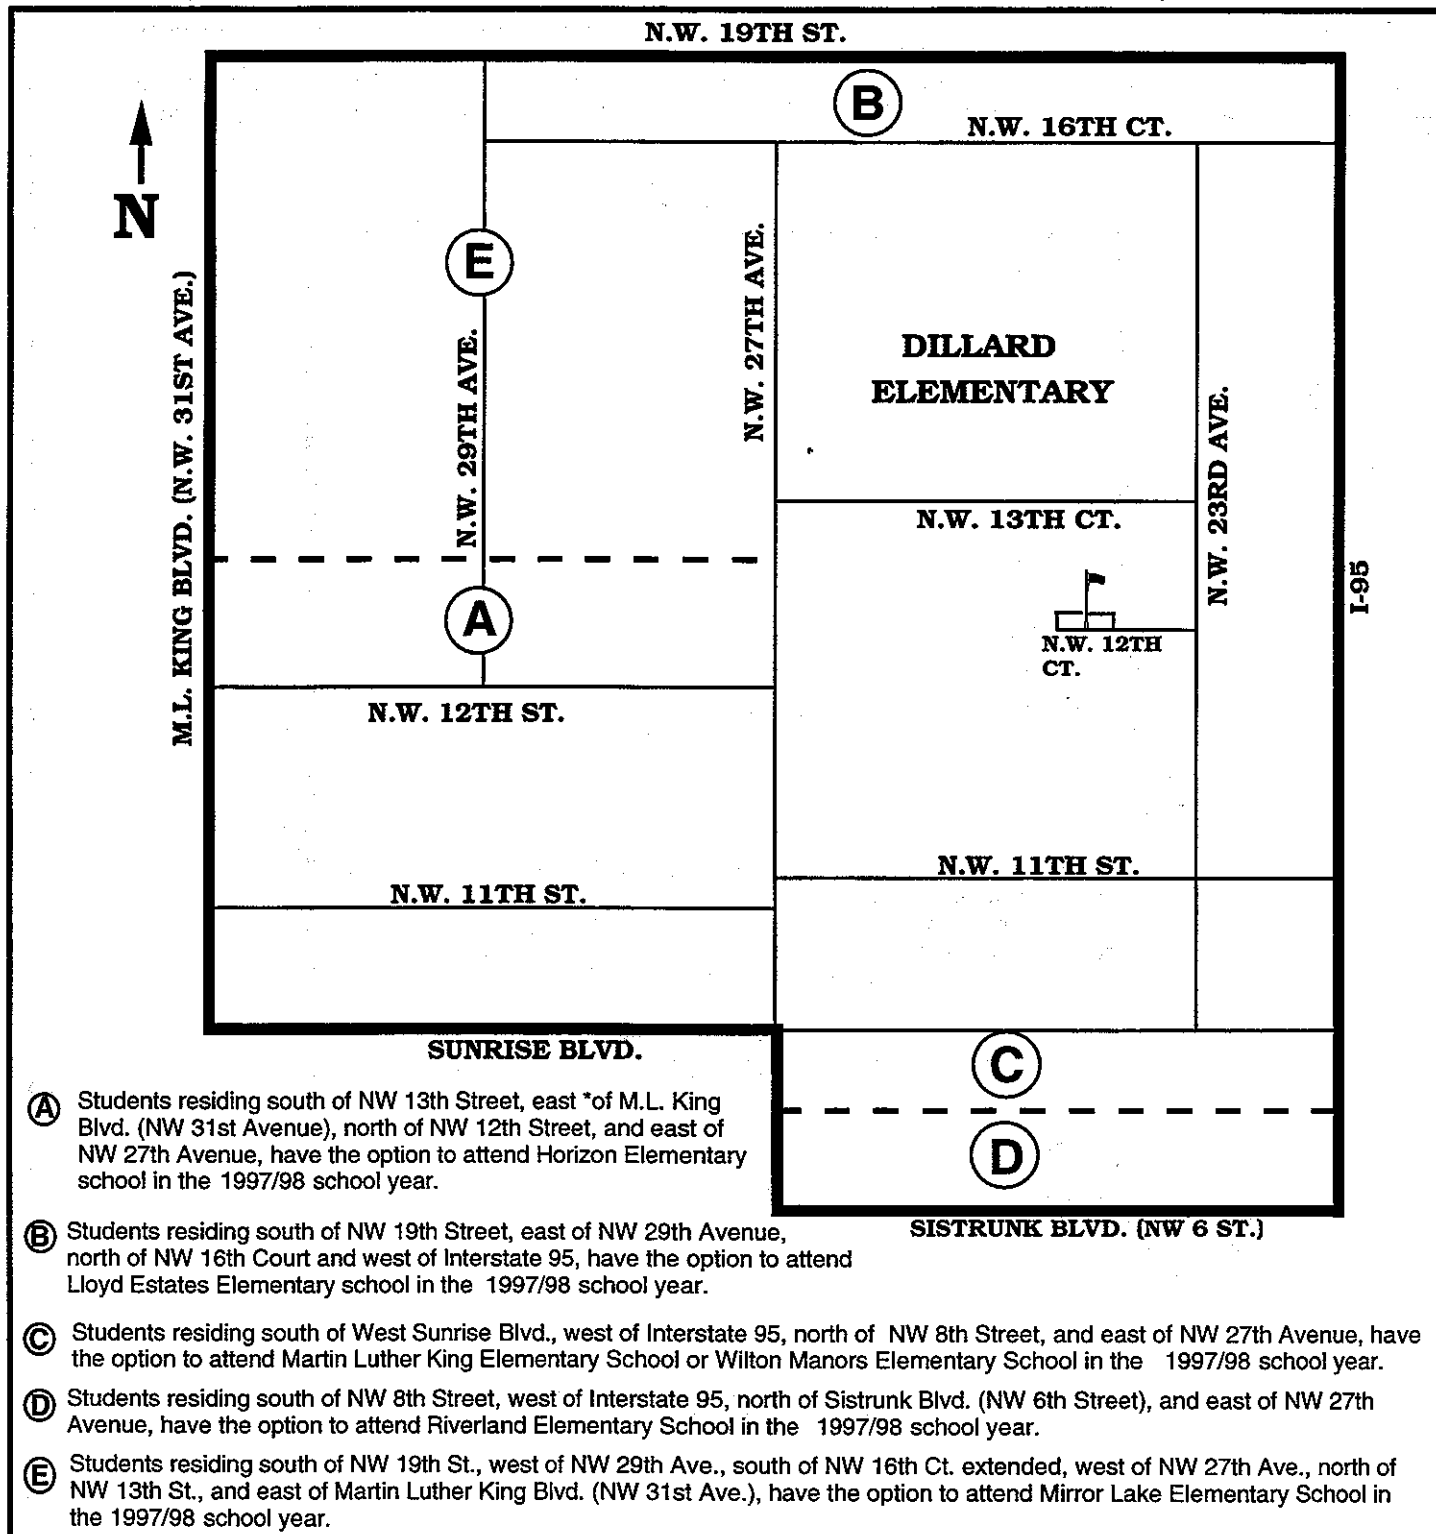 N.W. 19TH ST.
B
N.W. 16TH CT.
N
E
M.L. KING BLVD. (N.W. 31ST AVE.)
N.W. 29TH AVE.
N.W. 27TH AVE.
DILLARD
ELEMENTARY
N.W. 23RD AVE.
N.W. 13TH CT.
I-95
A
N.W. 12TH
CT.
N.W. 12TH ST.
N.W. 11TH ST.
N.W. 11TH ST.
SUNRISE BLVD.
C
D
SISTRUNK BLVD. (NW 6 ST.)
A Students residing south of NW 13th Street, east *of M.L. King
Blvd. (NW 31st Avenue), north of NW 12th Street, and east of
NW 27th Avenue, have the option to attend Horizon Elementary
school in the 1997/98 school year.
B Students residing south of NW 19th Street, east of NW 29th Avenue,
north of NW 16th Court and west of Interstate 95, have the option to attend
Lloyd Estates Elementary school in the 1997/98 school year.
C Students residing south of West Sunrise Blvd., west of Interstate 95, north of NW 8th Street, and east of NW 27th Avenue, have
the option to attend Martin Luther King Elementary School or Wilton Manors Elementary School in the 1997/98 school year.
D Students residing south of NW 8th Street, west of Interstate 95, north of Sistrunk Blvd. (NW 6th Street), and east of NW 27th
Avenue, have the option to attend Riverland Elementary School in the 1997/98 school year.
E Students residing south of NW 19th St., west of NW 29th Ave., south of NW 16th Ct. extended, west of NW 27th Ave., north of
NW 13th St., and east of Martin Luther King Blvd. (NW 31st Ave.), have the option to attend Mirror Lake Elementary School in
the 1997/98 school year.